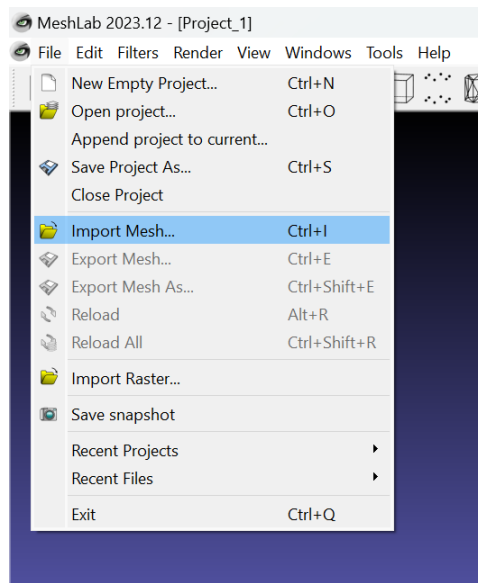 MeshLab 2023.12 - [Project_1]
File Edit Filters Render View Windows Tools Help
New Empty Project... Ctrl+N
Open project... Ctrl+O
Append project to current...
Save Project As... Ctrl+S
Close Project
Import Mesh... Ctrl+I
Export Mesh... Ctrl+E
Export Mesh As... Ctrl+Shift+E
Reload Alt+R
Reload All Ctrl+Shift+R
Import Raster...
Save snapshot
Recent Projects
Recent Files
Exit Ctrl+Q